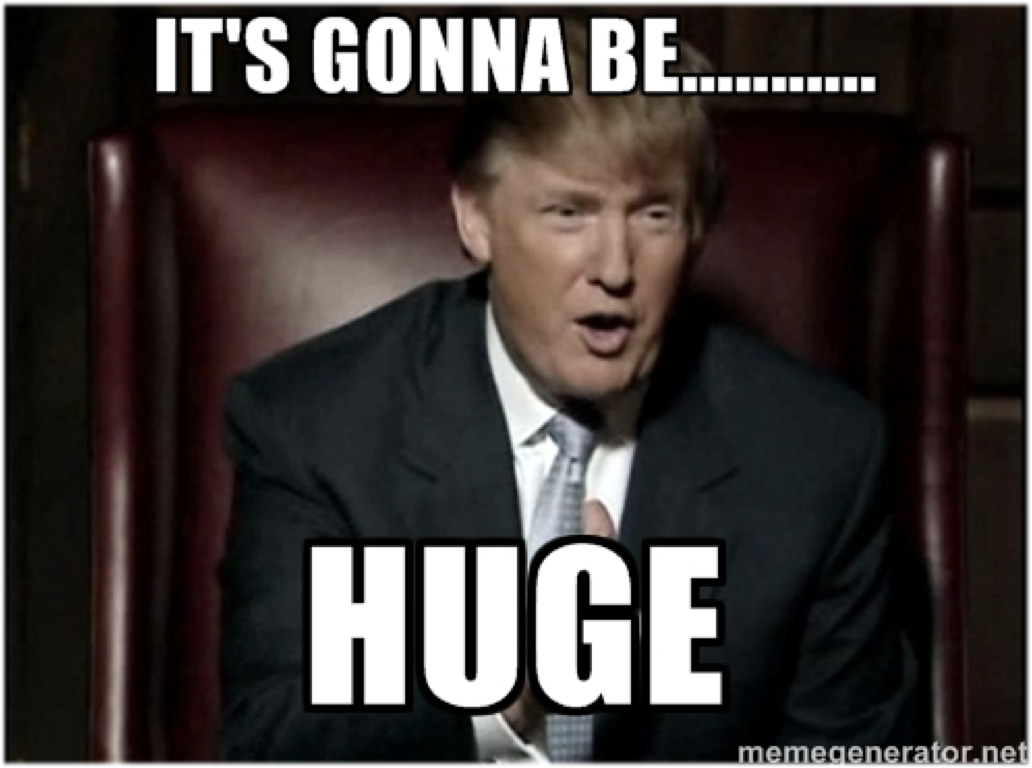 IT'S GONNA BE...........
HUGE
memegenerator.net